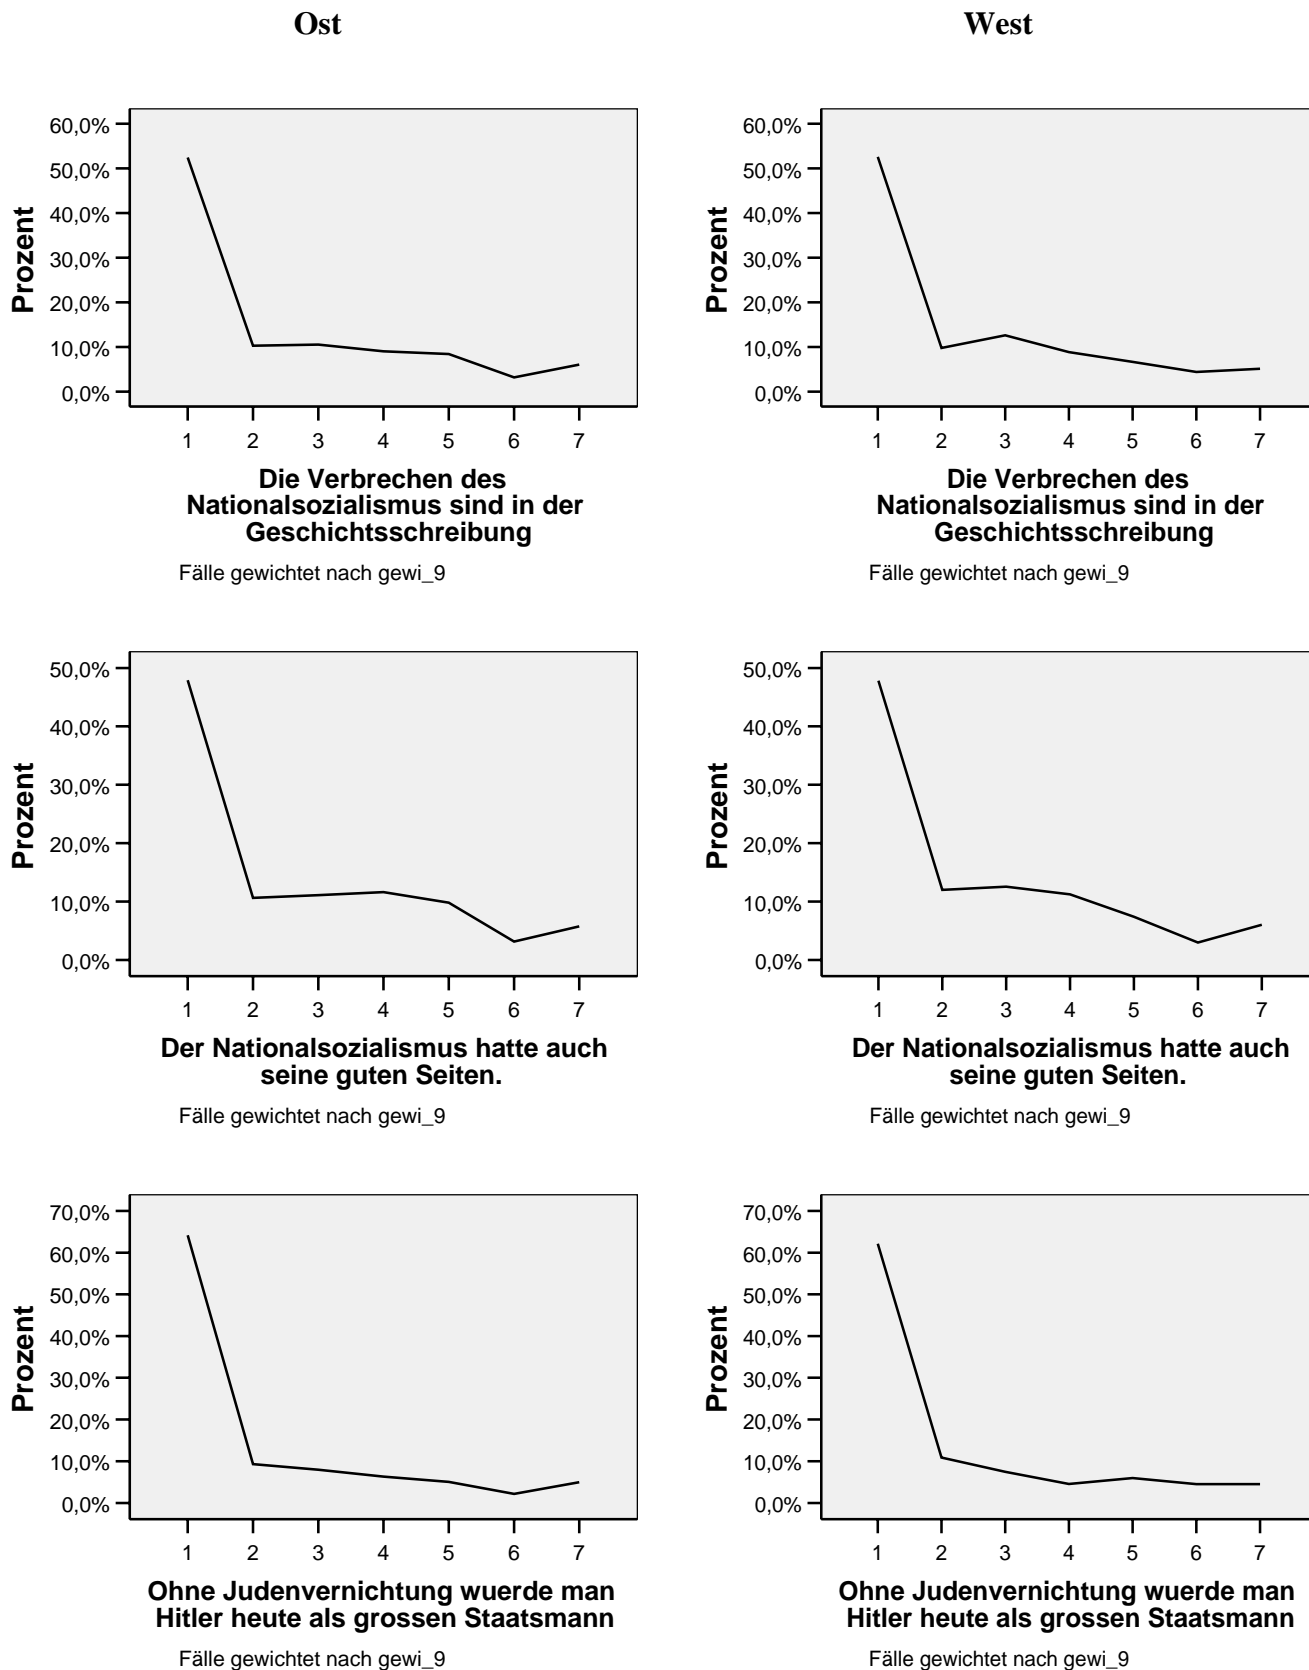 Ost
West
60,0%
50,0%
40,0%
30,0%
20,0%
10,0%
0,0%
Prozent
1 2 3 4 5 6 7
Die Verbrechen des
Nationalsozialismus sind in der
Geschichtsschreibung
Fälle gewichtet nach gewi_9
60,0%
50,0%
40,0%
30,0%
20,0%
10,0%
0,0%
Prozent
1 2 3 4 5 6 7
Die Verbrechen des
Nationalsozialismus sind in der
Geschichtsschreibung
Fälle gewichtet nach gewi_9
50,0%
40,0%
30,0%
20,0%
10,0%
0,0%
Prozent
1 2 3 4 5 6 7
Der Nationalsozialismus hatte auch
seine guten Seiten.
Fälle gewichtet nach gewi_9
50,0%
40,0%
30,0%
20,0%
10,0%
0,0%
Prozent
1 2 3 4 5 6 7
Der Nationalsozialismus hatte auch
seine guten Seiten.
Fälle gewichtet nach gewi_9
70,0%
60,0%
50,0%
40,0%
30,0%
20,0%
10,0%
0,0%
Prozent
1 2 3 4 5 6 7
Ohne Judenvernichtung wuerde man
Hitler heute als grossen Staatsmann
Fälle gewichtet nach gewi_9
70,0%
60,0%
50,0%
40,0%
30,0%
20,0%
10,0%
0,0%
Prozent
1 2 3 4 5 6 7
Ohne Judenvernichtung wuerde man
Hitler heute als grossen Staatsmann
Fälle gewichtet nach gewi_9